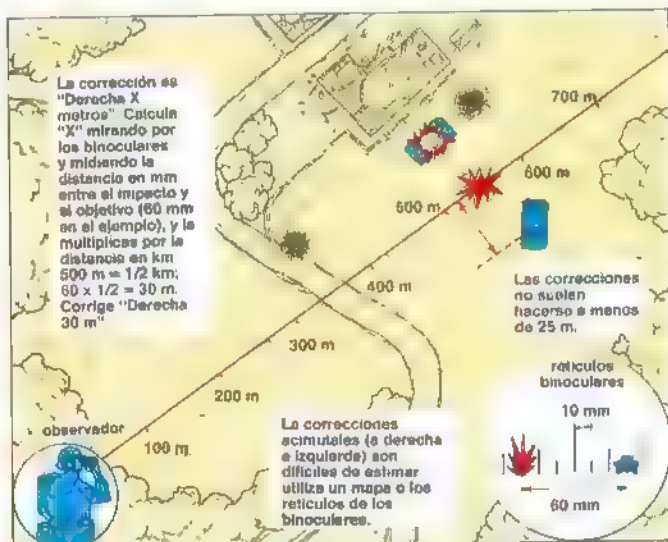 La corrección es
"Derecha X
metros" Calcula
"X" mirando por
los binoculares
y midiendo la
distancia en mm
entre el impacto y
el objetivo (60 mm
en el ejemplo), y la
multiplicas por la
distancia en km
500 m = 1/2 km;
60 x 1/2 = 30 m.
Corrige "Derecha
30 m"
700 m
600 m
500 m
400 m
300 m
200 m
100 m
observador
Las correcciones
no suelen
hacerse a menos
de 25 m.
La correcciones
acimutales (a derecha
e izquierda) son
difíciles de estimar
utiliza un mapa o los
retículos de los
binoculares.
retículos
binoculares
10 mm
60 mm